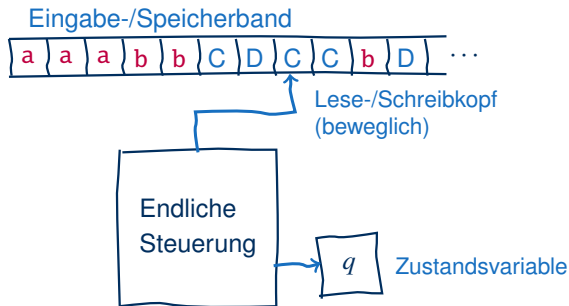 Eingabe-/Speicherband
a a a b b C D C C b D ...
Lese-/Schreibkopf
(beweglich)
Endliche
Steuerung
q
Zustandsvariable